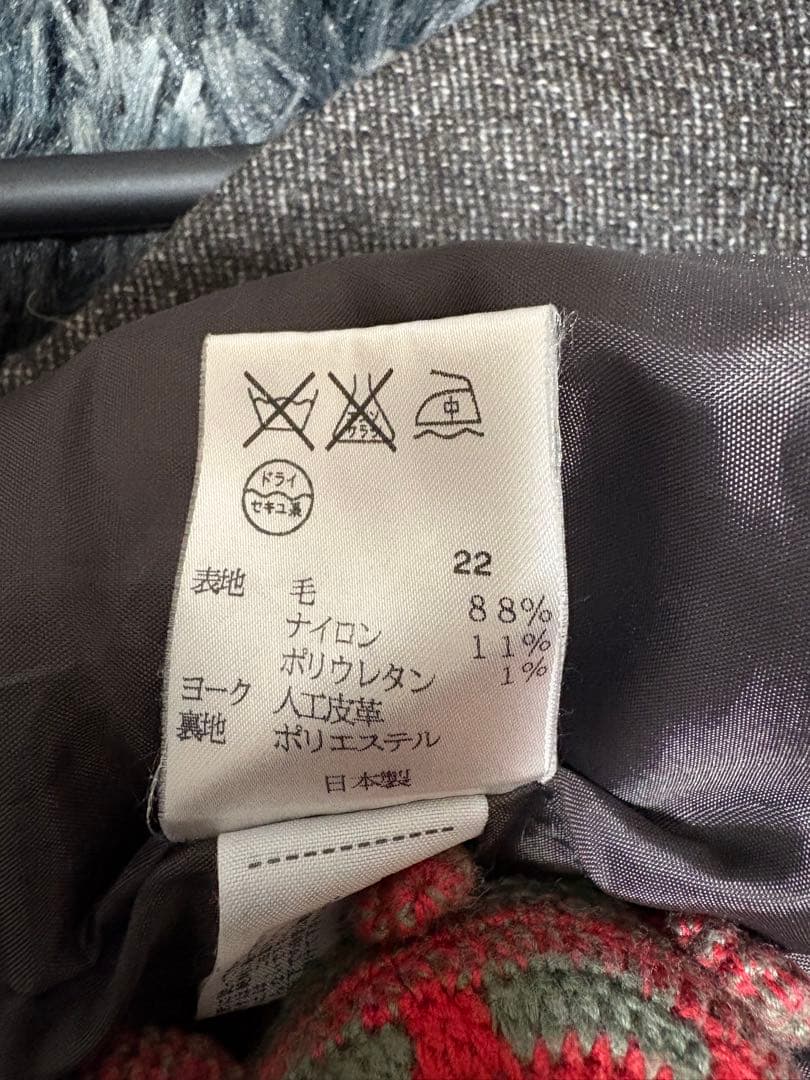 中
ドライ
セキユ系
22
表地 毛 88%
ナイロン 11%
ポリウレタン 1%
ヨーク 人工皮革
裏地 ポリエステル
日本製